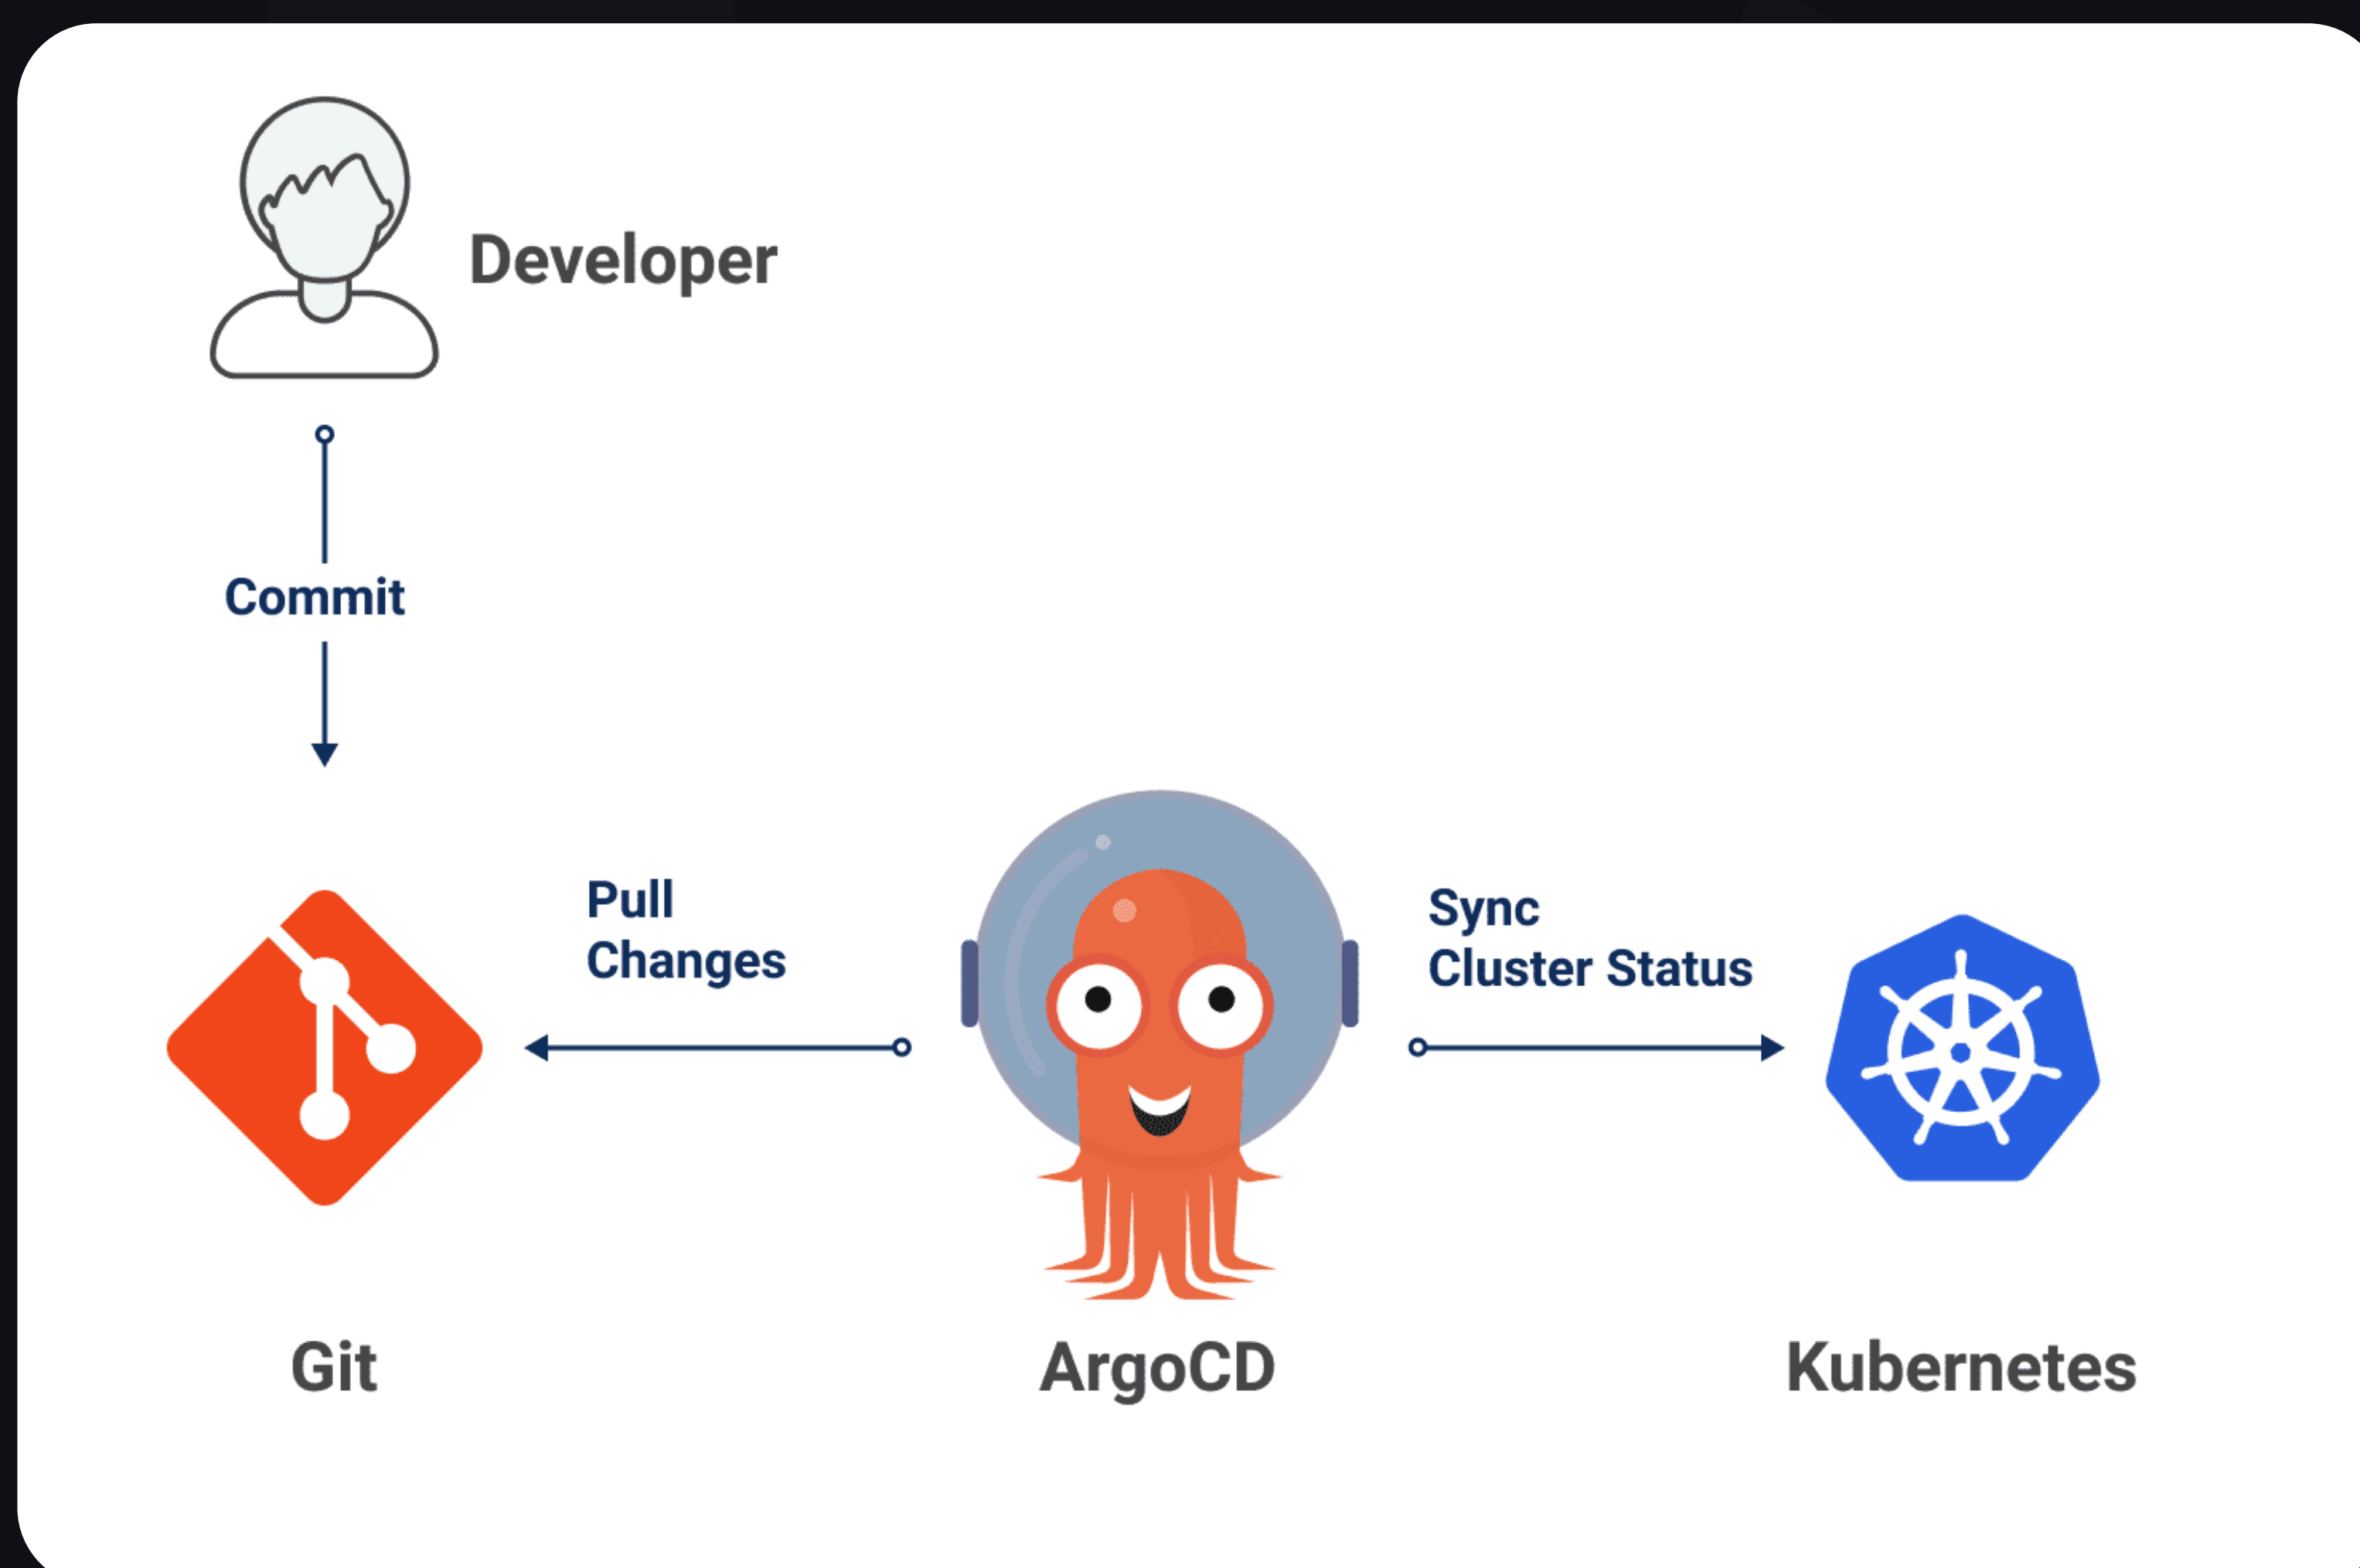 Developer
Commit
Pull
Changes
Sync
Cluster Status
Git
ArgoCD
Kubernetes